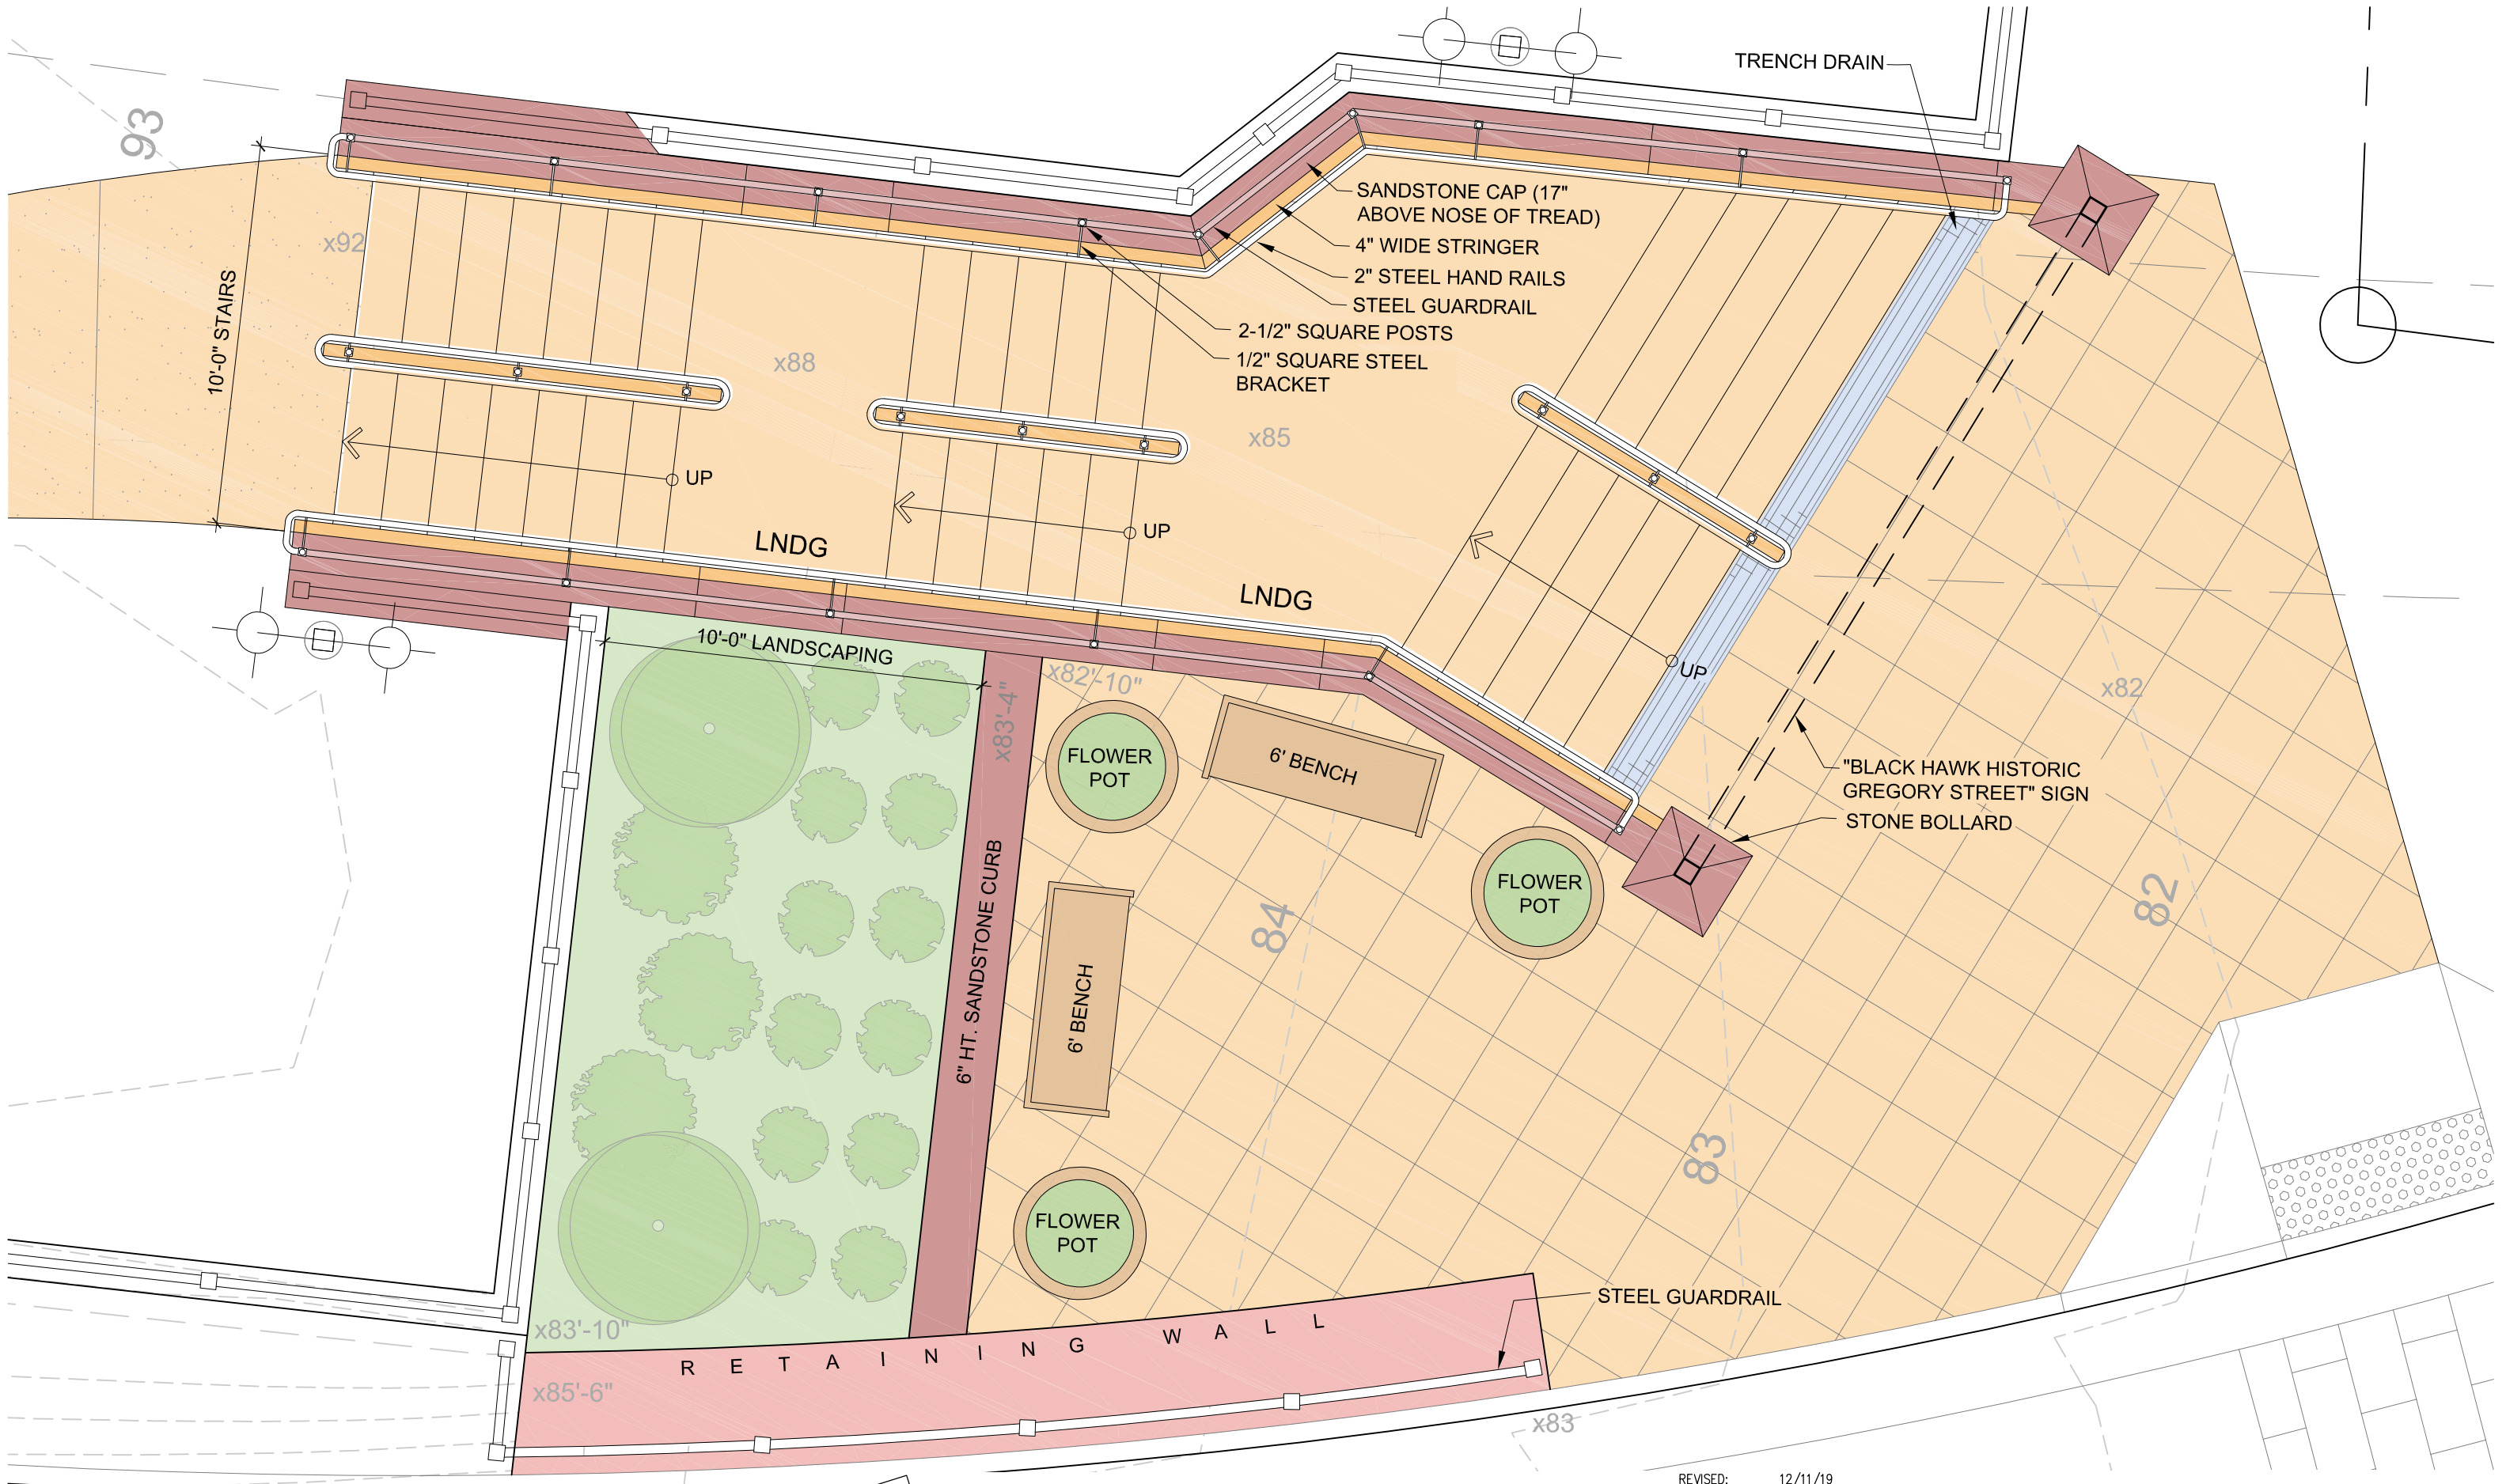 TRENCH DRAIN
93
SANDSTONE CAP (17"
ABOVE NOSE OF TREAD)
4" WIDE STRINGER
2" STEEL HAND RAILS
STEEL GUARDRAIL
2-1/2" SQUARE POSTS
1/2" SQUARE STEEL
BRACKET
x92
10'-0" STAIRS
x88
x85
UP
UP
LNDG
LNDG
UP
10'-0" LANDSCAPING
x83'-4"
x82'-10"
x82
FLOWER
POT
6' BENCH
"BLACK HAWK HISTORIC
GREGORY STREET" SIGN
STONE BOLLARD
FLOWER
POT
84
82
6" HT. SANDSTONE CURB
6' BENCH
83
FLOWER
POT
STEEL GUARDRAIL
x83'-10"
RETAINING WALL
x85'-6"
x83
REVISED: 12/11/19